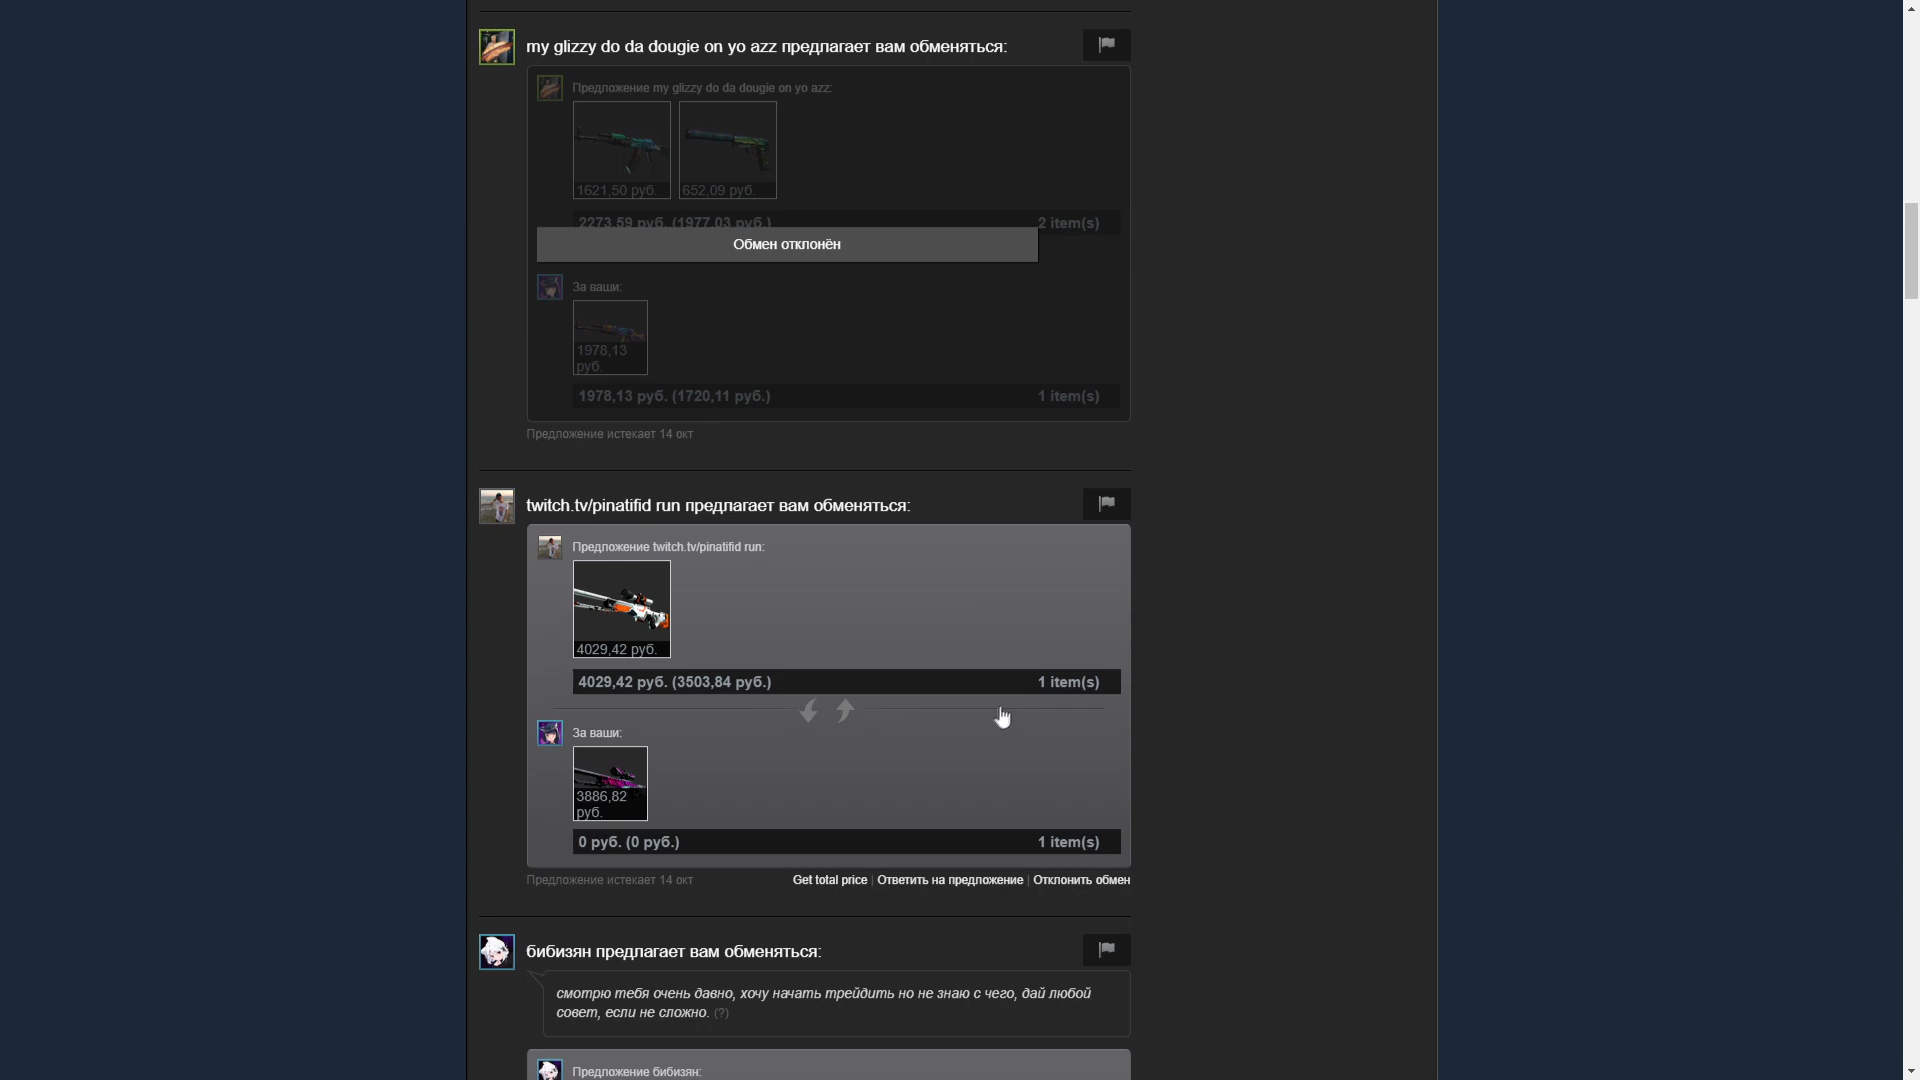 my glizzy do da dougie on yo azz предлагает вам обменяться:
Предложение my glizzy do da dougie on yo azz:
1621,50 руб.
652,09 руб.
2273,59 руб. (1977,03 руб.)
2 item(s)
Обмен отклонён
За ваши:
1978,13
руб.
1978,13 руб. (1720,11 руб.)
1 item(s)
Предложение истекает 14 окт
twitch.tv/pinatifid run предлагает вам обменяться:
Предложение twitch.tv/pinatifid run:
4029,42 руб.
4029,42 руб. (3503,84 руб.)
1 item(s)
За ваши:
3886,82
руб.
0 руб. (0 руб.)
1 item(s)
Предложение истекает 14 окт
Get total price | Ответить на предложение | Отклонить обмен
бибизян предлагает вам обменяться:
смотрю тебя очень давно, хочу начать трейдить но не знаю с чего, дай любой
совет, если не сложно. (?)
Предложение бибизян: